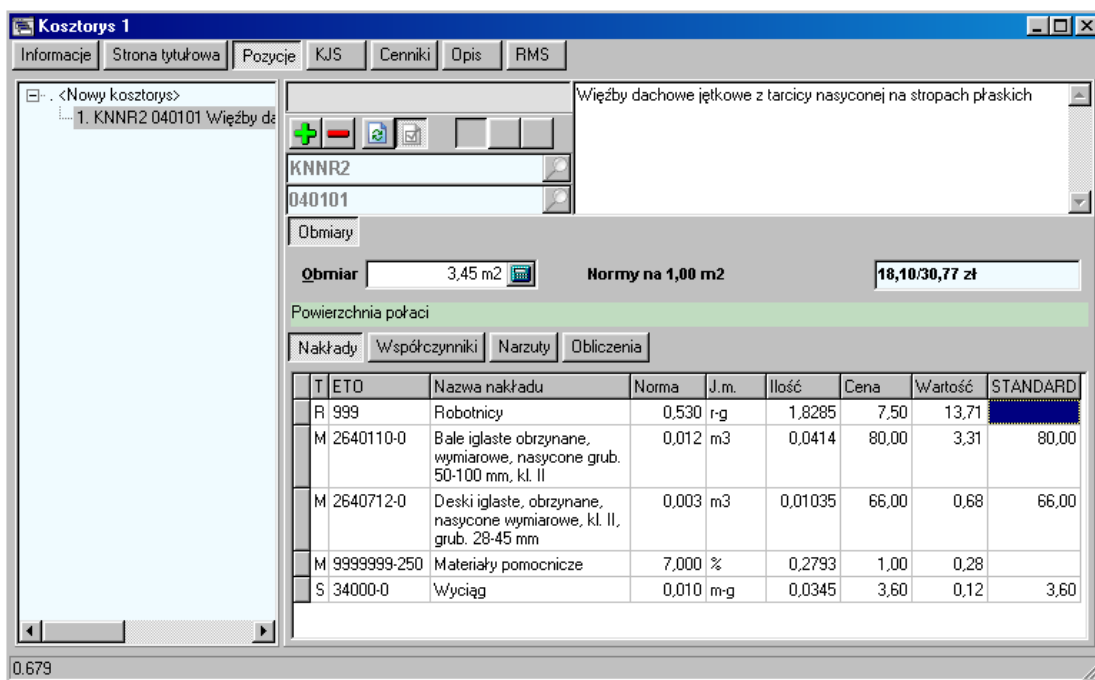 Kosztorys 1
Informacje Strona tytułowa Pozycje KJS Cenniki Opis RMS
. <Nowy kosztorys>
1. KNNR2 040101 Więźby da
Więźby dachowe jętkowe z tarcicy nasyconej na stropach płaskich
KNNR2
040101
Obmiary
Obmiar 3,45 m2 Normy na 1,00 m2 18,10/30,77 zł
Powierzchnia połaci
Nakłady Współczynniki Narzuty Obliczenia
T ETO Nazwa nakładu Norma J.m. Ilość Cena Wartość STANDARD
R 999 Robotnicy 0,530 r-g 1,8285 7,50 13,71
M 2640110-0 Bale iglaste obrzynane, 0,012 m3 0,0414 80,00 3,31 80,00
wymiarowe, nasycone grub.
50-100 mm, kl. II
M 2640712-0 Deski iglaste, obrzynane, 0,003 m3 0,01035 66,00 0,68 66,00
nasycone wymiarowe, kl. II,
grub. 28-45 mm
M 9999999-250 Materiały pomocnicze 7,000 % 0,2793 1,00 0,28
S 34000-0 Wyciąg 0,010 m-g 0,0345 3,60 0,12 3,60
0.679